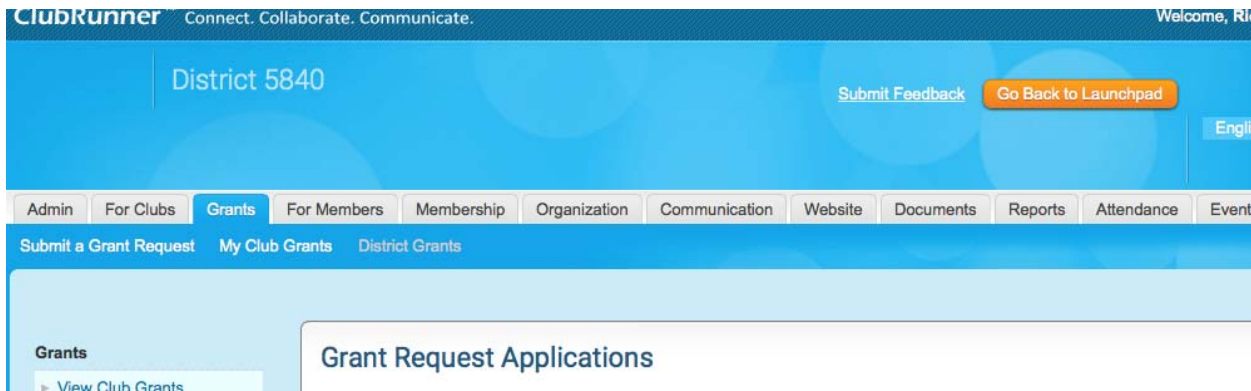 ClubRunner™ Connect. Collaborate. Communicate.
Welcome,
District 5840
Submit Feedback
Go Back to Launchpad
Admin
For Clubs
Grants
For Members
Membership
Organization
Communication
Website
Documents
Reports
Attendance
Event
Submit a Grant Request
My Club Grants
District Grants
Grants
View Club Grants
Grant Request Applications